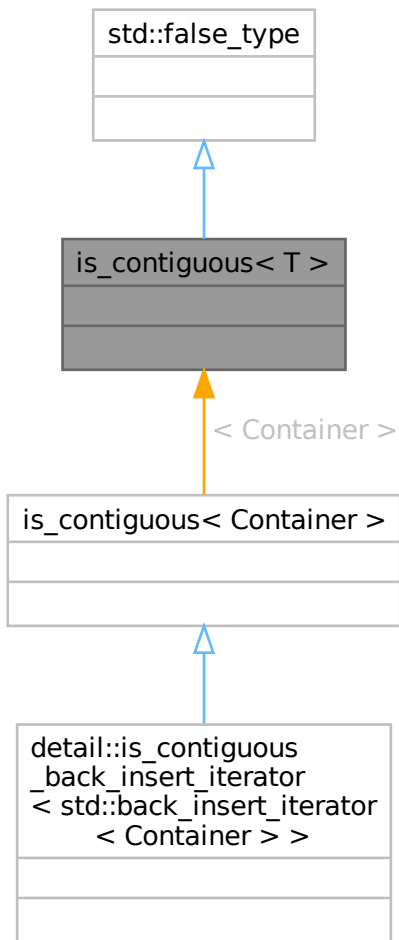 std::false_type
is_contiguous< T >
< Container >
is_contiguous< Container >
detail::is_contiguous
_back_insert_iterator
< std::back_insert_iterator
< Container > >